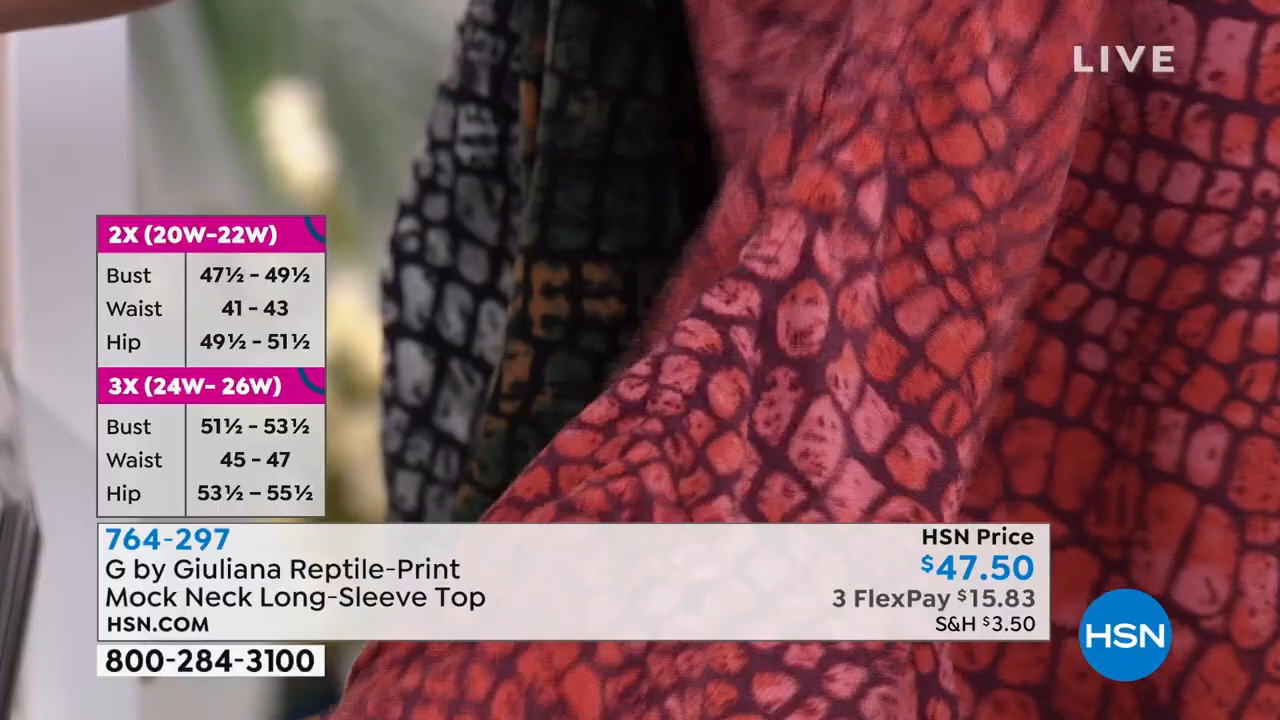 LIVE
2X (20W-22W)
Bust 47½ - 49½
Waist 41 - 43
Hip 49½ - 51½
3X (24W- 26W)
Bust 51½ - 53½
Waist 45 - 47
Hip 53½ - 55½
764-297
G by Giuliana Reptile-Print
Mock Neck Long-Sleeve Top
HSN.COM
HSN Price
$47.50
3 FlexPay $15.83
S&H $3.50
800-284-3100
HSN